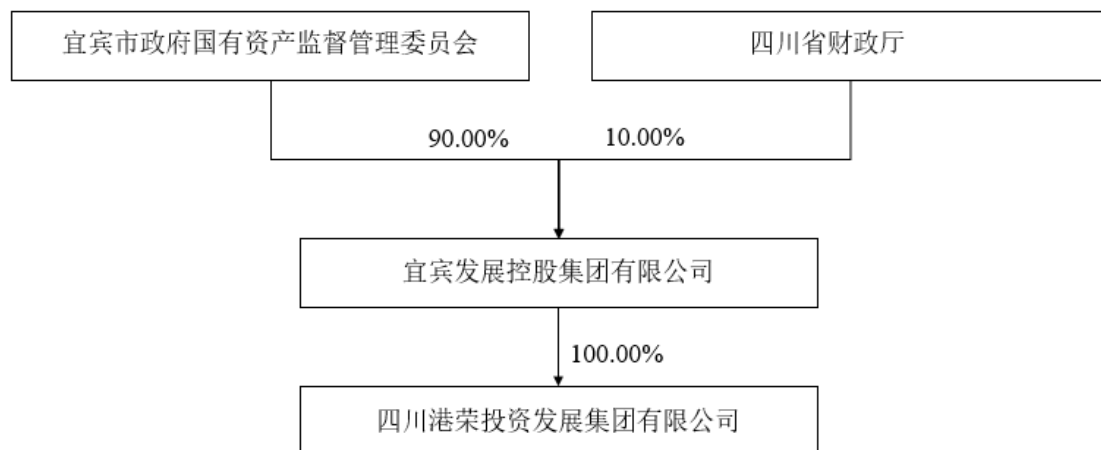 宜宾市政府国有资产监督管理委员会
四川省财政厅
90.00%
10.00%
宜宾发展控股集团有限公司
100.00%
四川港荣投资发展集团有限公司